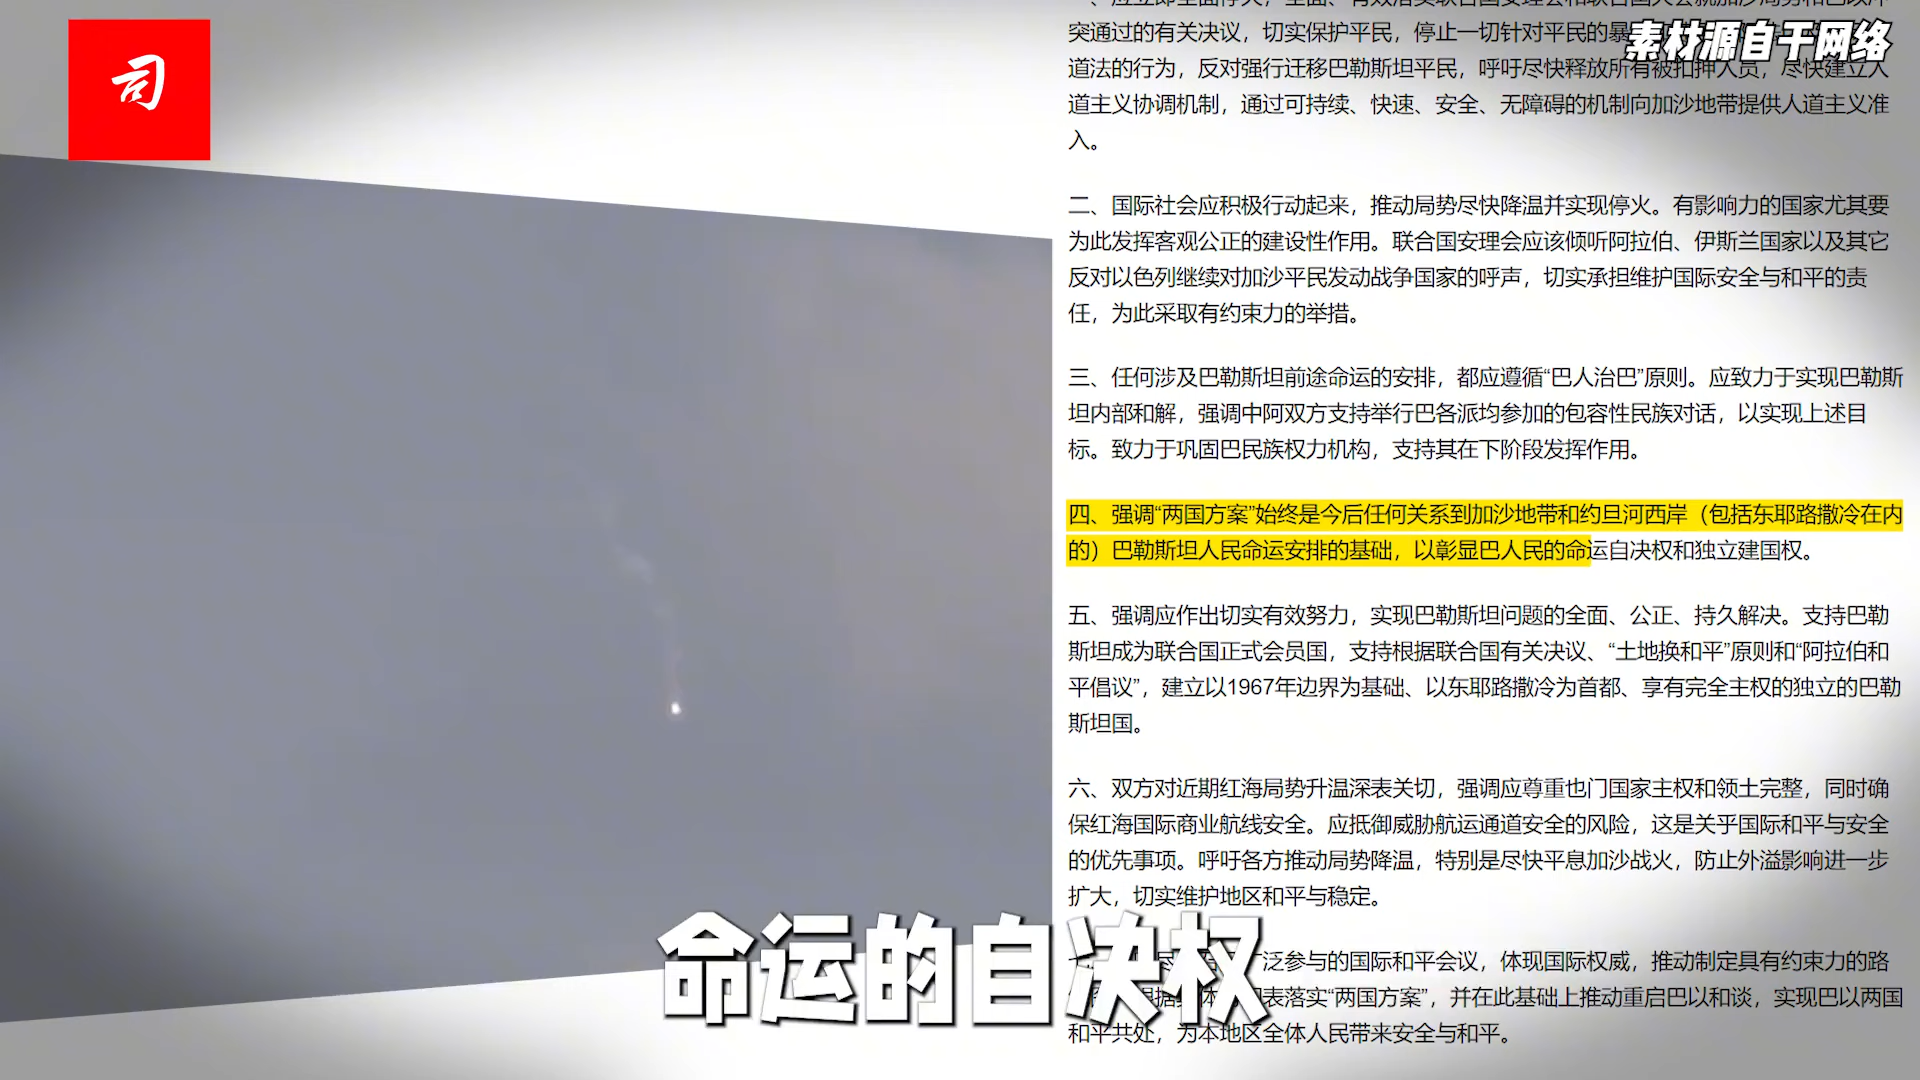 司
素材源自于网络
、应立即全面停火，全面、有效落实联合国安理会和联合国大会就加沙局势和巴以冲
突通过的有关决议，切实保护平民，停止一切针对平民的暴
道法的行为，反对强行迁移巴勒斯坦平民，呼吁尽快释放所有被扣押人员，尽快建立人
道主义协调机制，通过可持续、快速、安全、无障碍的机制向加沙地带提供人道主义准
入。
二、国际社会应积极行动起来，推动局势尽快降温并实现停火。有影响力的国家尤其要
为此发挥客观公正的建设性作用。联合国安理会应该倾听阿拉伯、伊斯兰国家以及其它
反对以色列继续对加沙平民发动战争国家的呼声，切实承担维护国际安全与和平的责
任，为此采取有约束力的举措。
三、任何涉及巴勒斯坦前途命运的安排，都应遵循“巴人治巴”原则。应致力于实现巴勒斯
坦内部和解，强调中阿双方支持举行巴各派均参加的包容性民族对话，以实现上述目
标。致力于巩固巴民族权力机构，支持其在下阶段发挥作用。
四、强调“两国方案”始终是今后任何关系到加沙地带和约旦河西岸（包括东耶路撒冷在内
的）巴勒斯坦人民命运安排的基础，以彰显巴人民的命运自决权和独立建国权。
五、强调应作出切实有效努力，实现巴勒斯坦问题的全面、公正、持久解决。支持巴勒
斯坦成为联合国正式会员国，支持根据联合国有关决议、“土地换和平”原则和“阿拉伯和
平倡议”，建立以1967年边界为基础、以东耶路撒冷为首都、享有完全主权的独立的巴勒
斯坦国。
六、双方对近期红海局势升温深表关切，强调应尊重也门国家主权和领土完整，同时确
保红海国际商业航线安全。应抵御威胁航运通道安全的风险，这是关乎国际和平与安全
的优先事项。呼吁各方推动局势降温，特别是尽快平息加沙战火，防止外溢影响进一步
扩大，切实维护地区和平与稳定。
泛参与的国际和平会议，体现国际权威，推动制定具有约束力的路
表落实“两国方案”，并在此基础上推动重启巴以和谈，实现巴以两国
和平共处，为本地区全体人民带来安全与和平。
命运的自决权